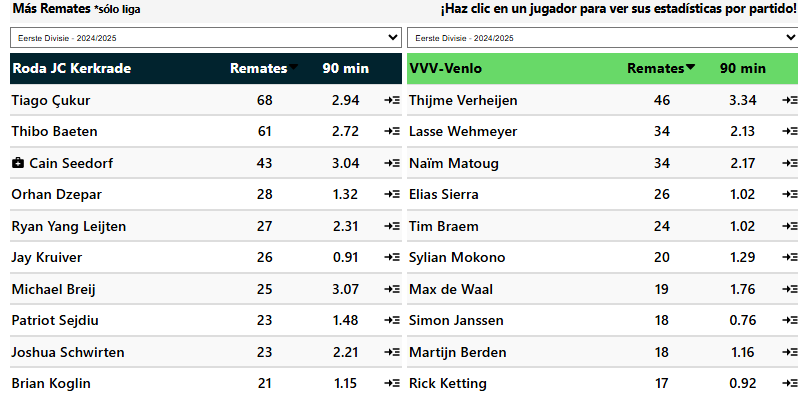 Más Remates *sólo liga ¡Haz clic en un jugador para ver sus estadísticas por partido!
Eerste Divisie - 2024/2025 Eerste Divisie - 2024/2025
Roda JC Kerkrade Remates 90 min VVV-Venlo Remates 90 min
Tiago Çukur 68 2.94 Thijme Verheijen 46 3.34
Thibo Baeten 61 2.72 Lasse Wehmeyer 34 2.13
Cain Seedorf 43 3.04 Naïm Matoug 34 2.17
Orhan Dzepar 28 1.32 Elias Sierra 26 1.02
Ryan Yang Leijten 27 2.31 Tim Braem 24 1.02
Jay Kruiver 26 0.91 Sylian Mokono 20 1.29
Michael Breij 25 3.07 Max de Waal 19 1.76
Patriot Sejdiu 23 1.48 Simon Janssen 18 0.76
Joshua Schwirten 23 2.21 Martijn Berden 18 1.16
Brian Koglin 21 1.15 Rick Ketting 17 0.92